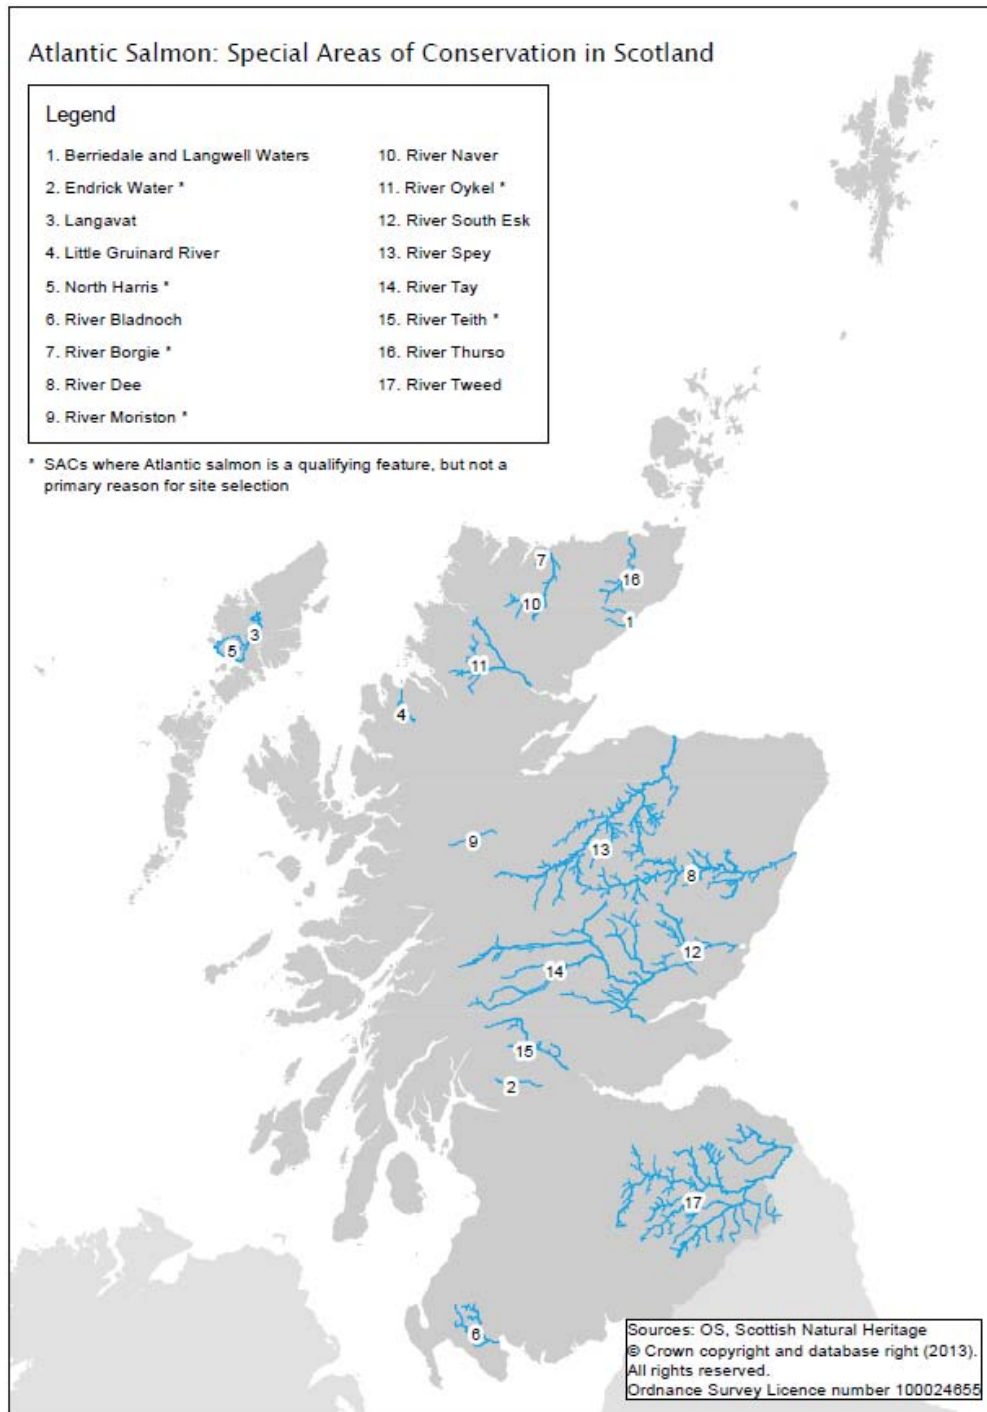 Atlantic Salmon: Special Areas of Conservation in Scotland
Legend
1. Berriedale and Langwell Waters
2. Endrick Water *
3. Langavat
4. Little Gruinard River
5. North Harris *
6. River Bladnoch
7. River Borgie *
8. River Dee
9. River Moriston *
10. River Naver
11. River Oykel *
12. River South Esk
13. River Spey
14. River Tay
15. River Teith *
16. River Thurso
17. River Tweed
* SACs where Atlantic salmon is a qualifying feature, but not a
primary reason for site selection
7
16
10
1
3
5
11
4
9
13
8
12
14
15
2
17
6
Sources: OS, Scottish Natural Heritage
© Crown copyright and database right (2013).
All rights reserved.
Ordnance Survey Licence number 100024655